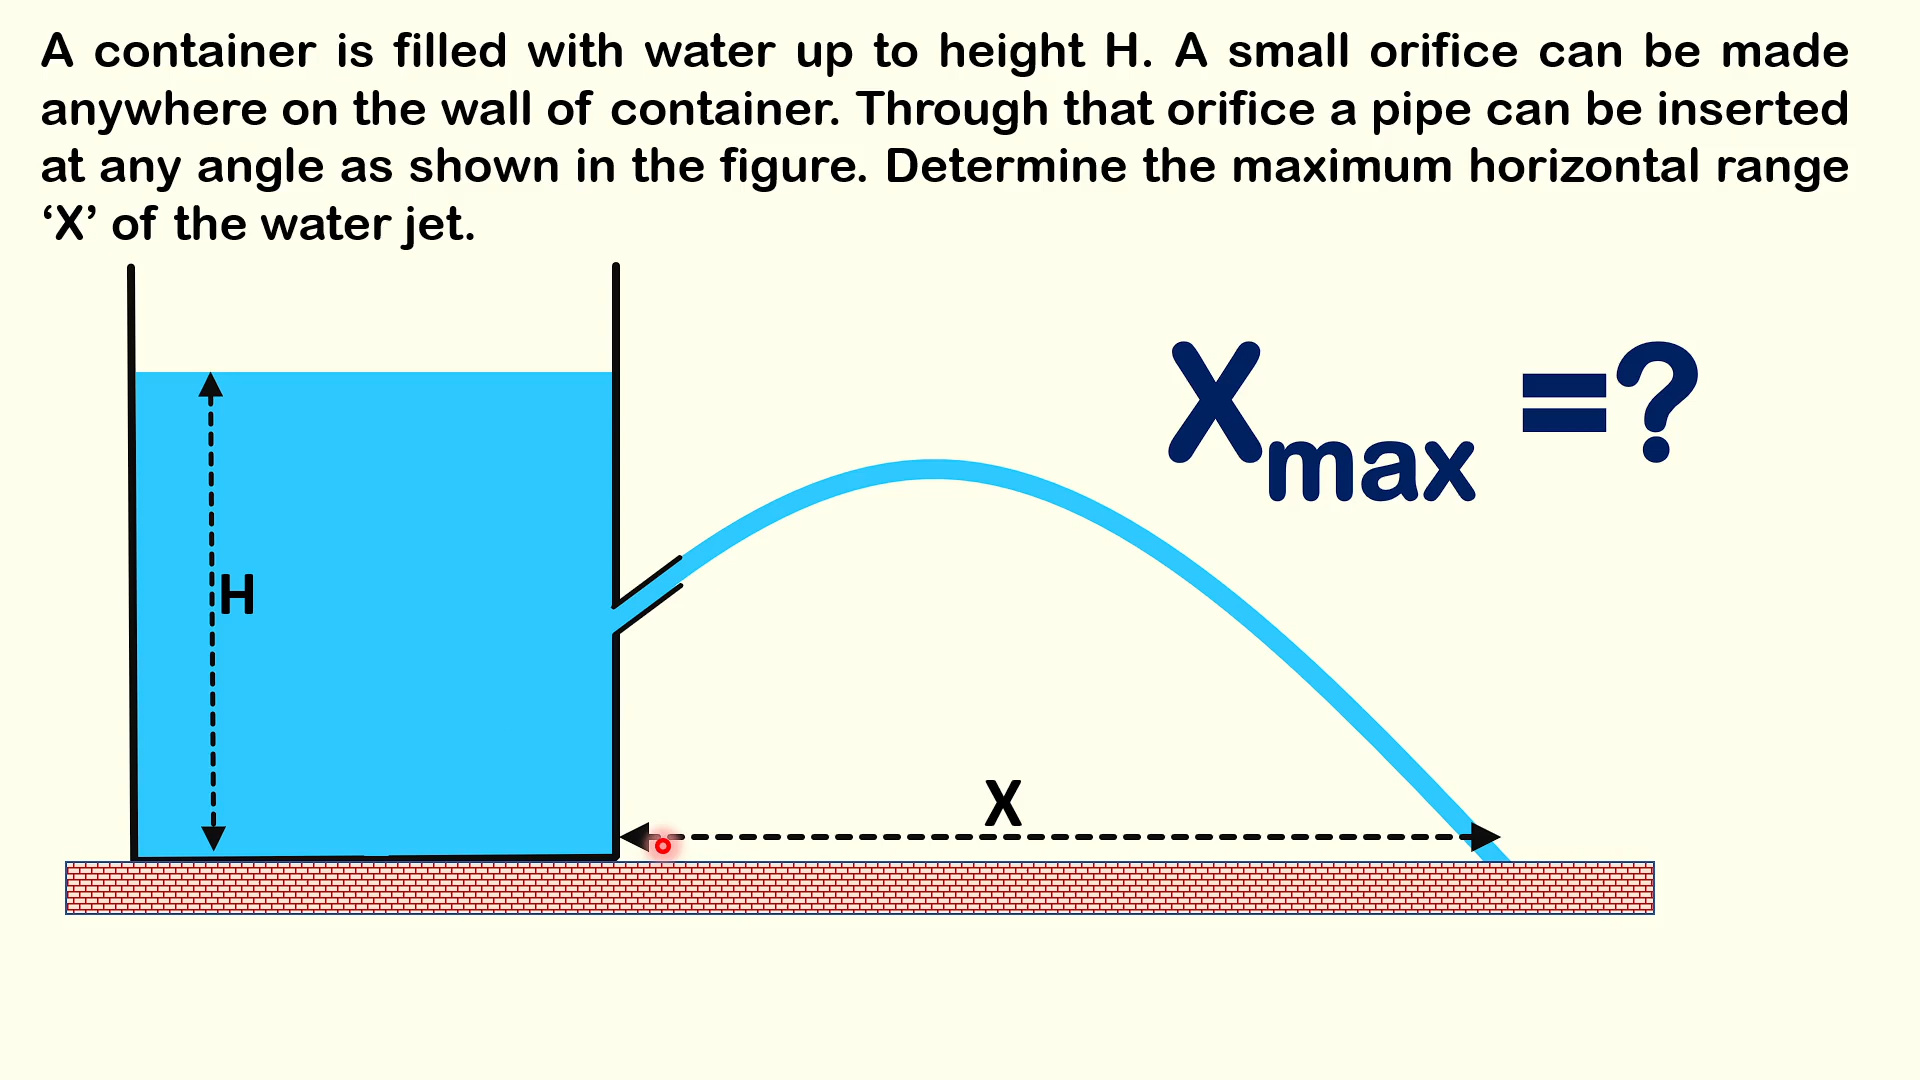 A container is filled with water up to height H. A small orifice can be made
anywhere on the wall of container. Through that orifice a pipe can be inserted
at any angle as shown in the figure. Determine the maximum horizontal range
‘X’ of the water jet.
Xmax =?
H
X